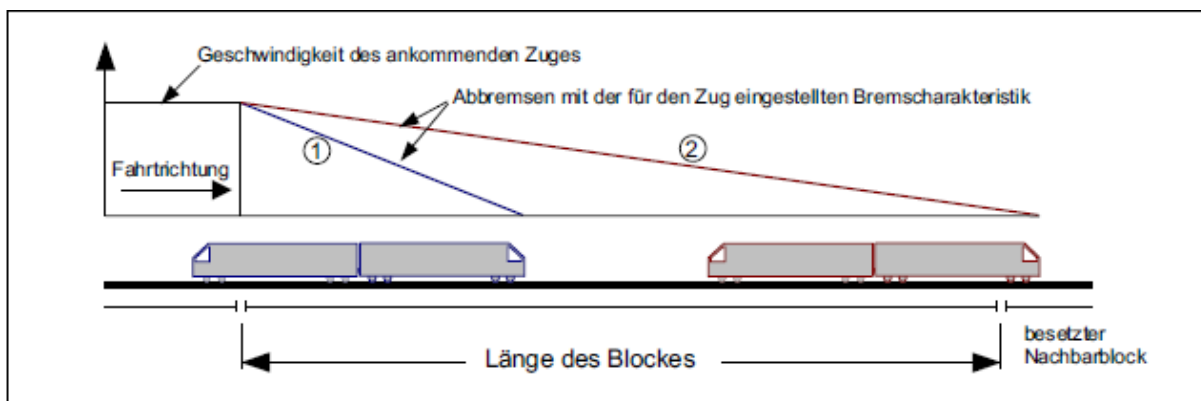 Geschwindigkeit des ankommenden Zuges
Abbremsen mit der für den Zug eingestellten Bremscharakteristik
1
2
Fahrtrichtung
Länge des Blockes
besetzter
Nachbarblock